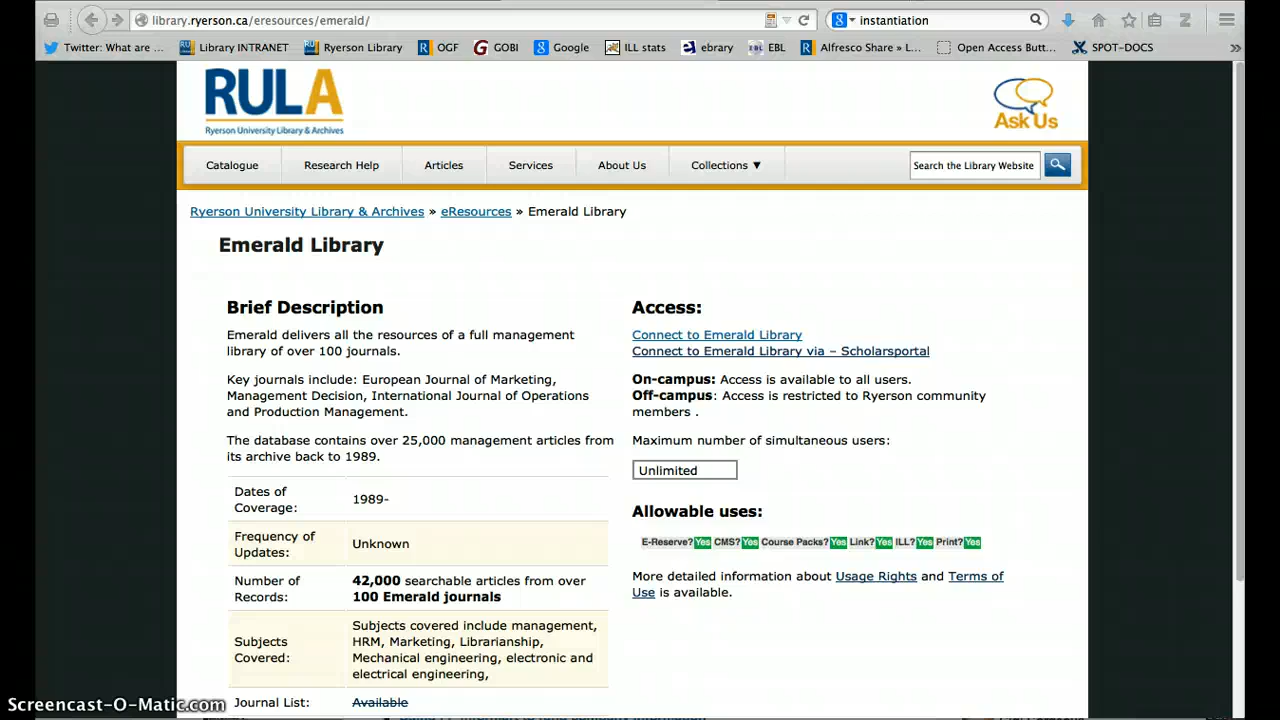 library.ryerson.ca/eresources/emerald/
instantiation
Twitter: What are ...
Library INTRANET
Ryerson Library
OGF
GOBI
Google
ILL stats
ebrary
EBL
Alfresco Share » L...
Open Access Butt...
SPOT-DOCS
RULA
Ryerson University Library & Archives
Ask Us
Catalogue
Research Help
Articles
Services
About Us
Collections ▼
Search the Library Website
Ryerson University Library & Archives » eResources » Emerald Library
Emerald Library
Brief Description
Emerald delivers all the resources of a full management
library of over 100 journals.
Key journals include: European Journal of Marketing,
Management Decision, International Journal of Operations
and Production Management.
The database contains over 25,000 management articles from
its archive back to 1989.
Dates of
Coverage:
1989-
Frequency of
Updates:
Unknown
Number of
Records:
42,000 searchable articles from over
100 Emerald journals
Subjects
Covered:
Subjects covered include management,
HRM, Marketing, Librarianship,
Mechanical engineering, electronic and
electrical engineering,
Journal List:
Available
Access:
Connect to Emerald Library
Connect to Emerald Library via – Scholarsportal
On-campus: Access is available to all users.
Off-campus: Access is restricted to Ryerson community
members .
Maximum number of simultaneous users:
Unlimited
Allowable uses:
E-Reserve? Yes CMS? Yes Course Packs? Yes Link? Yes ILL? Yes Print? Yes
More detailed information about Usage Rights and Terms of
Use is available.
Screencast-O-Matic.com